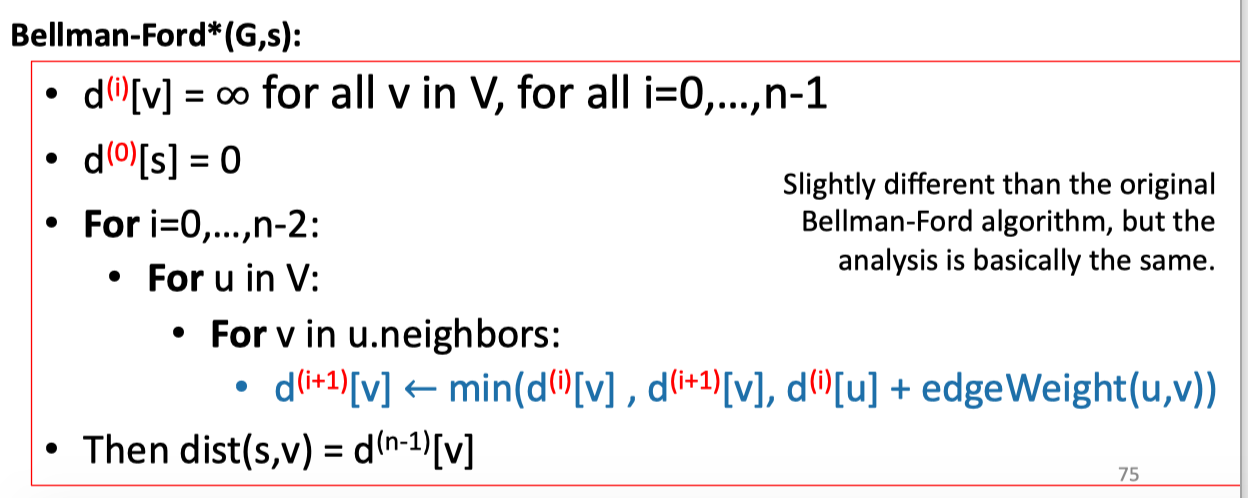 Bellman-Ford*(G,s):
• d(i)[v] = ∞ for all v in V, for all i=0,...,n-1
• d(0)[s] = 0
• For i=0,...,n-2:
• For u in V:
• For v in u.neighbors:
• d(i+1)[v] ← min(d(i)[v] , d(i+1)[v], d(i)[u] + edgeWeight(u,v))
• Then dist(s,v) = d(n-1)[v]
Slightly different than the original
Bellman-Ford algorithm, but the
analysis is basically the same.
75